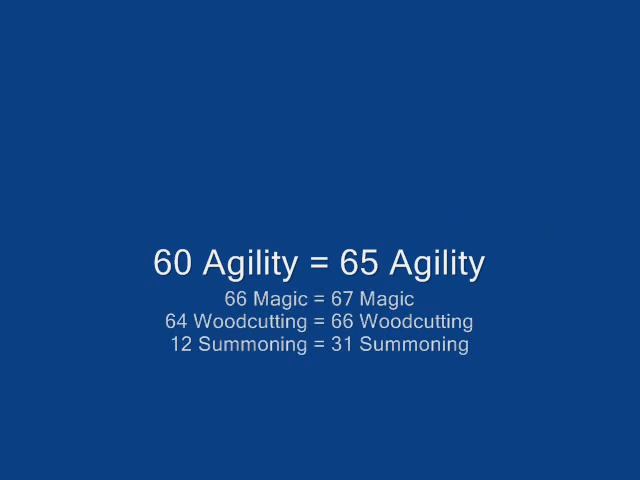 60 Agility = 65 Agility
66 Magic = 67 Magic
64 Woodcutting = 66 Woodcutting
12 Summoning = 31 Summoning